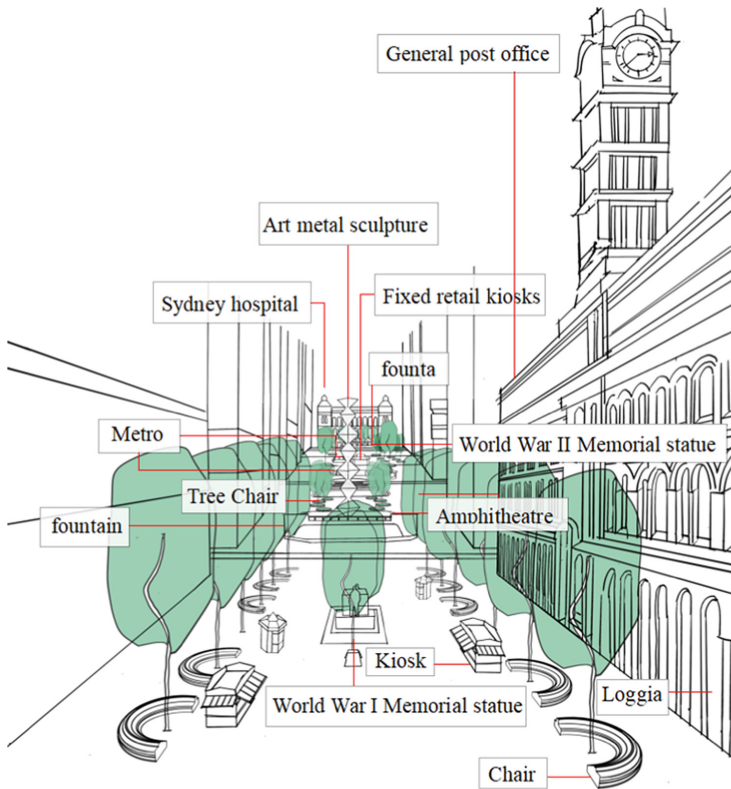 General post office
Art metal sculpture
Sydney hospital
Fixed retail kiosks
founta
Metro
World War II Memorial statue
Tree Chair
Amphitheatre
fountain
Kiosk
Loggia
World War I Memorial statue
Chair